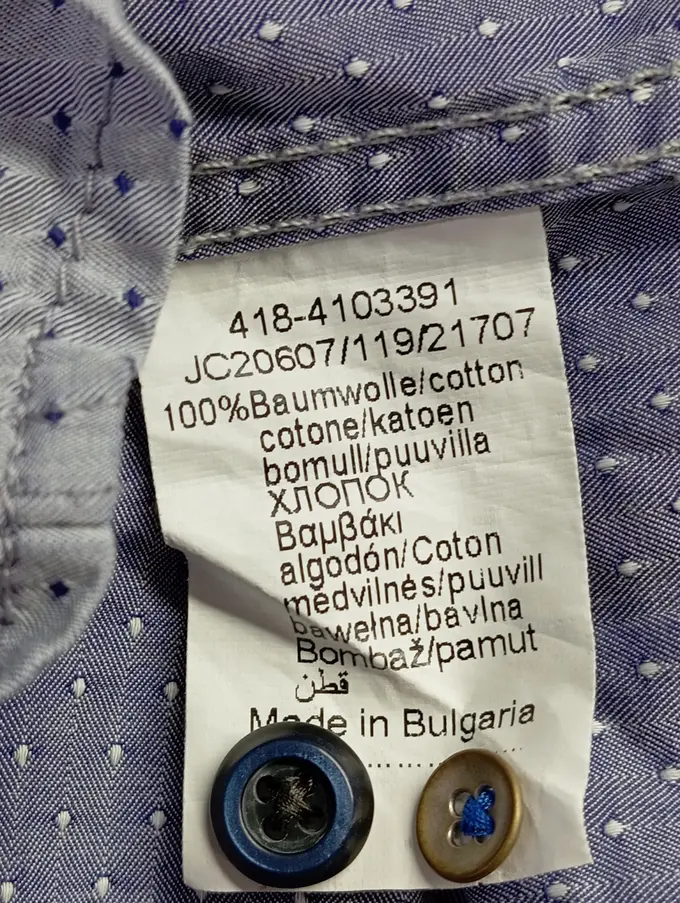 418-4103391
JC20607/119/21707
100%Baumwolle/cotton
cotone/katoen
bomull/puuvilla
ХЛОПОК
Βαμβάκι
algodón/Coton
medvilnės/puuvill
bawełna/bavlna
Bombaž/pamut
قطن
Made in Bulgaria